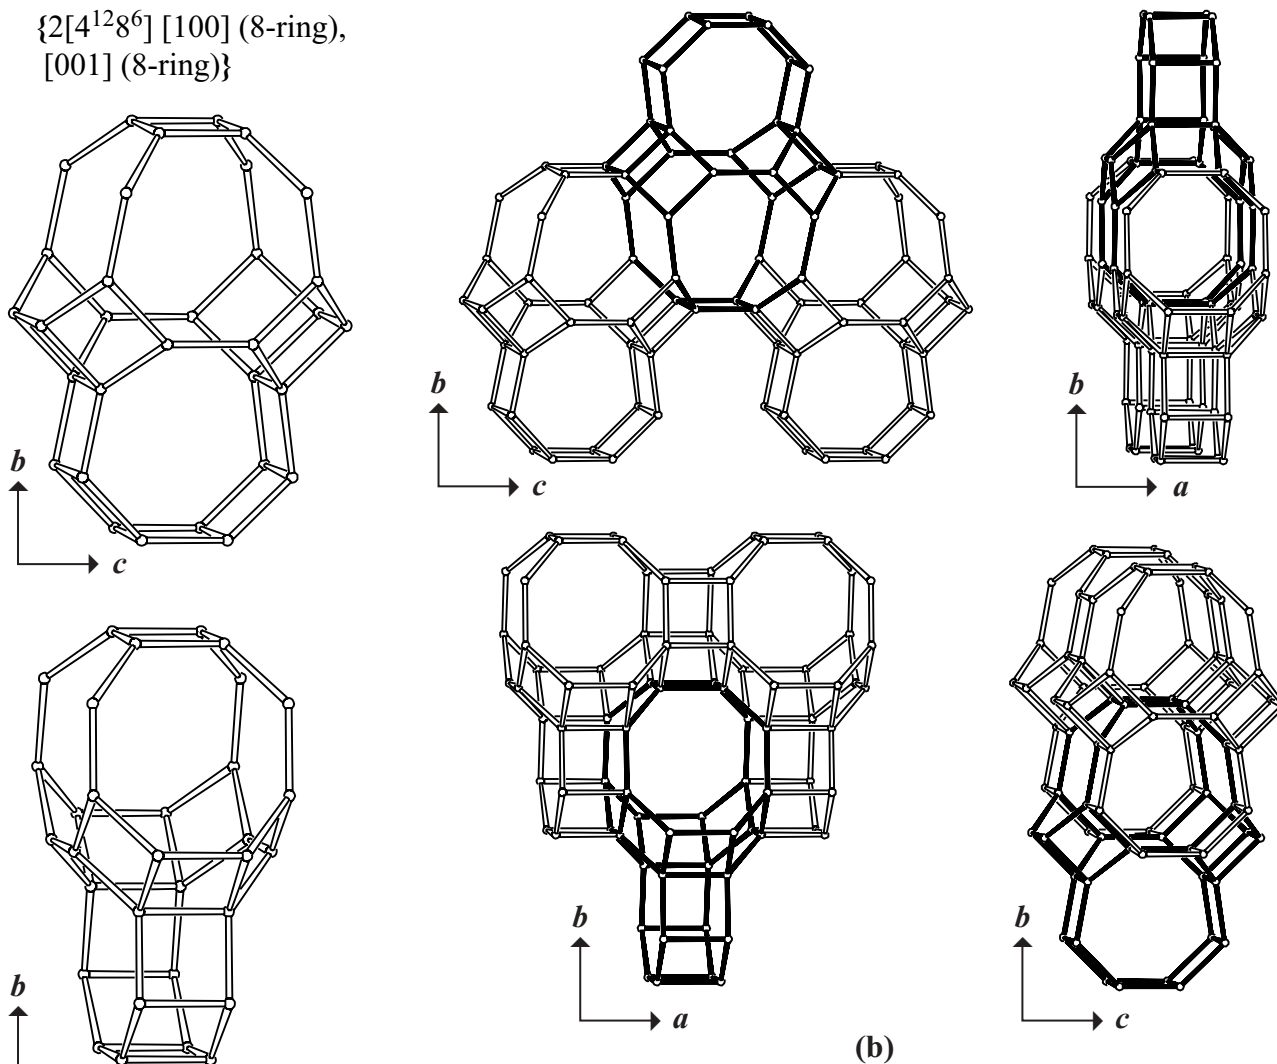 {2[4¹²8⁶] [100] (8-ring),
[001] (8-ring)}
b
c
b
c
b
a
b
b
a
b
c
(b)